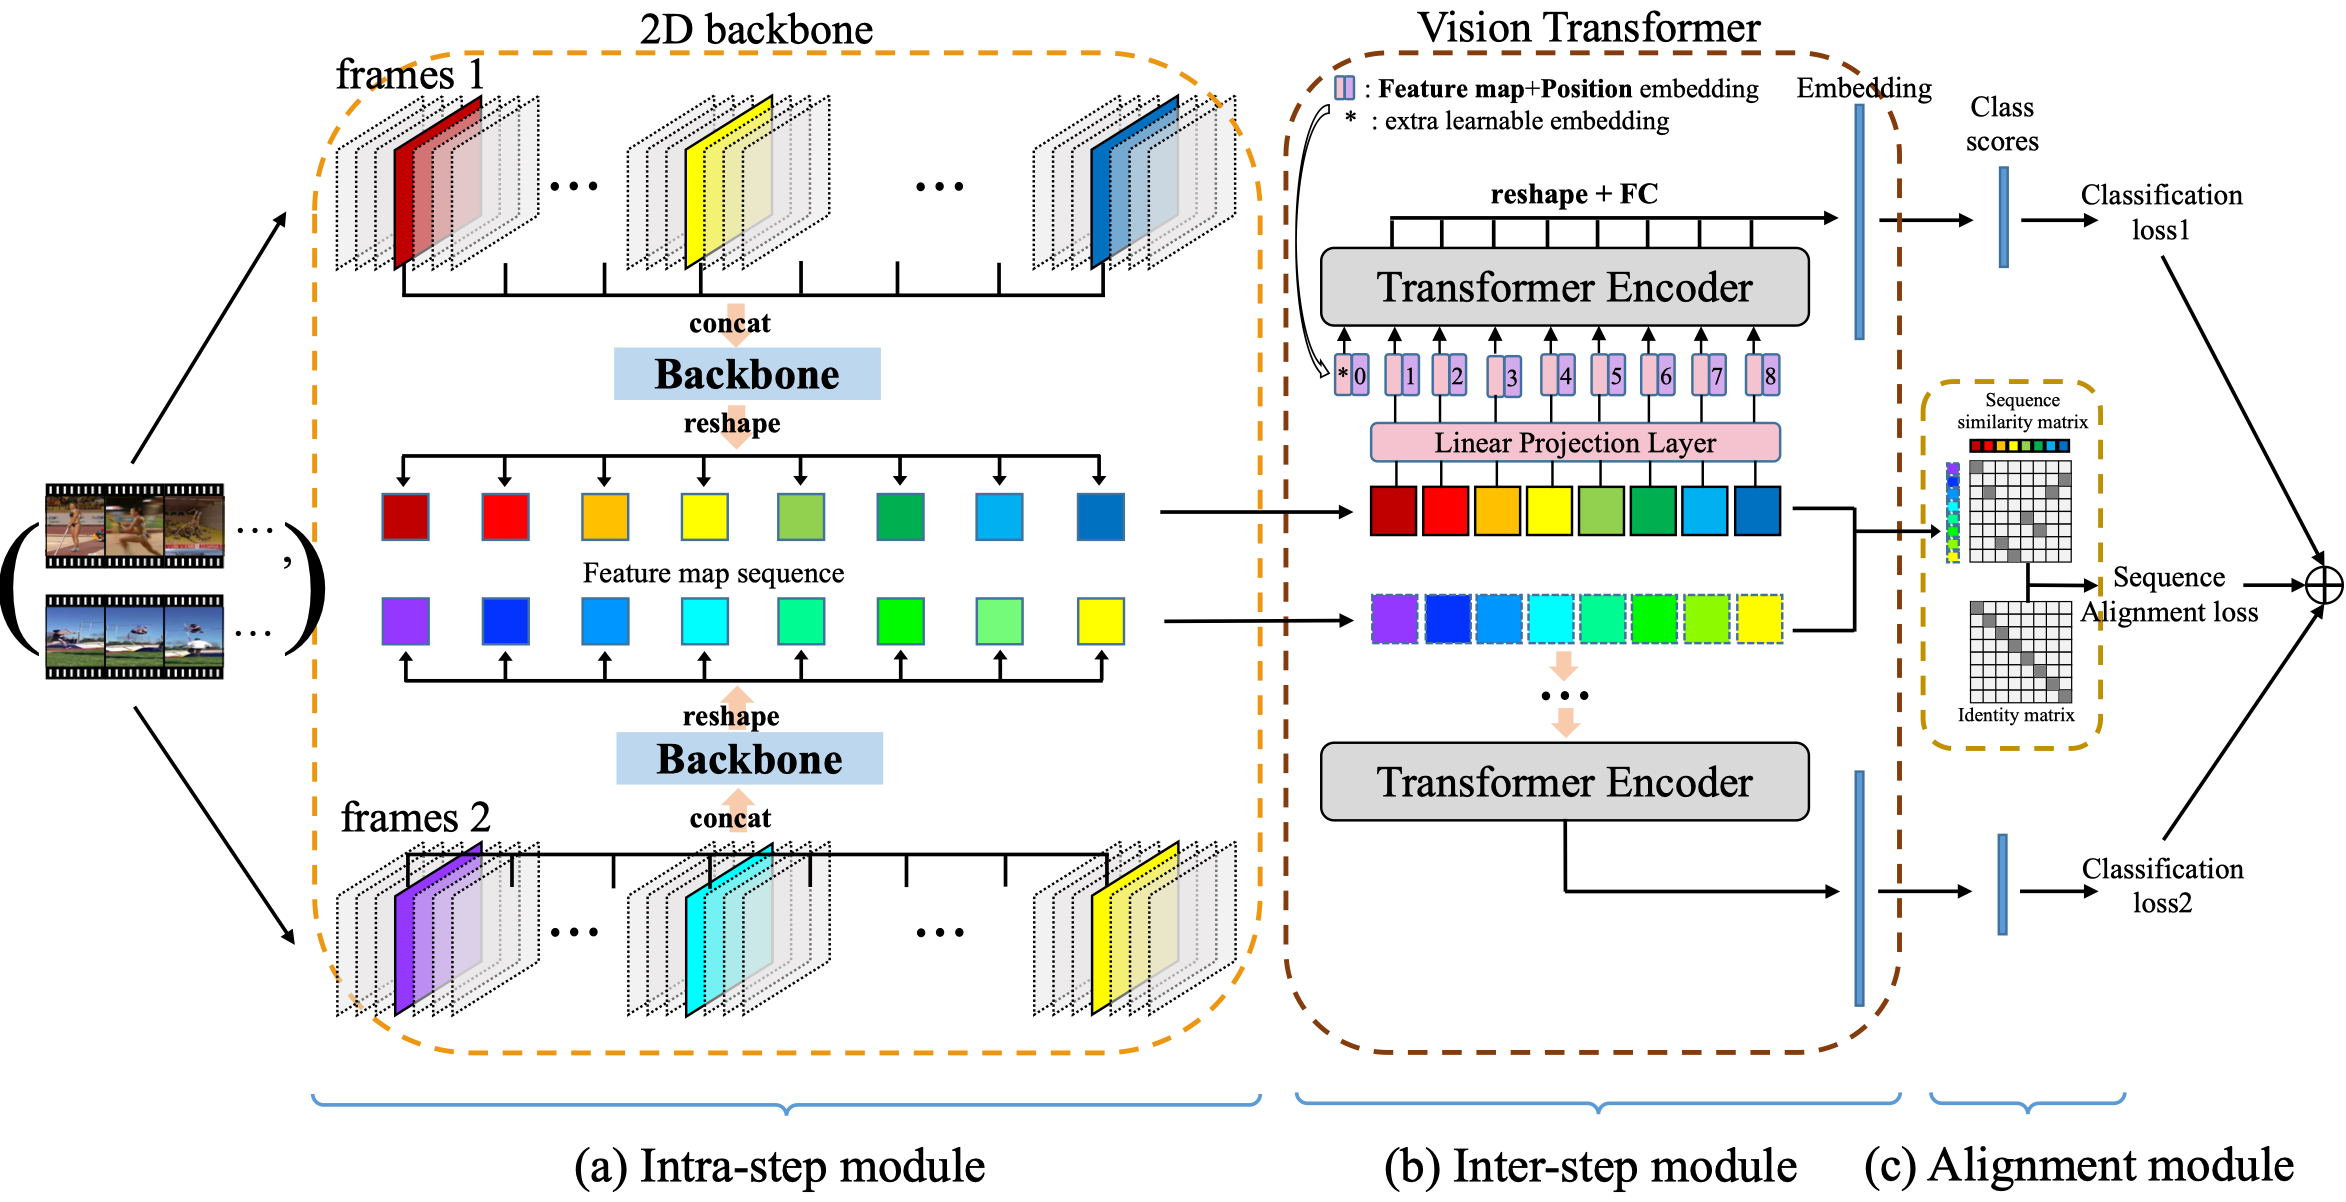 2D backbone
Vision Transformer
frames 1
: Feature map+Position embedding
* : extra learnable embedding
Embedding
Class
scores
reshape + FC
Classification
loss1
Transformer Encoder
concat
Backbone
reshape
*0 1 2 3 4 5 6 7 8
Linear Projection Layer
Sequence
similarity matrix
... ,
Feature map sequence
...
Sequence
Alignment loss
Identity matrix
reshape
Backbone
concat
Transformer Encoder
frames 2
Classification
loss2
(a) Intra-step module
(b) Inter-step module
(c) Alignment module